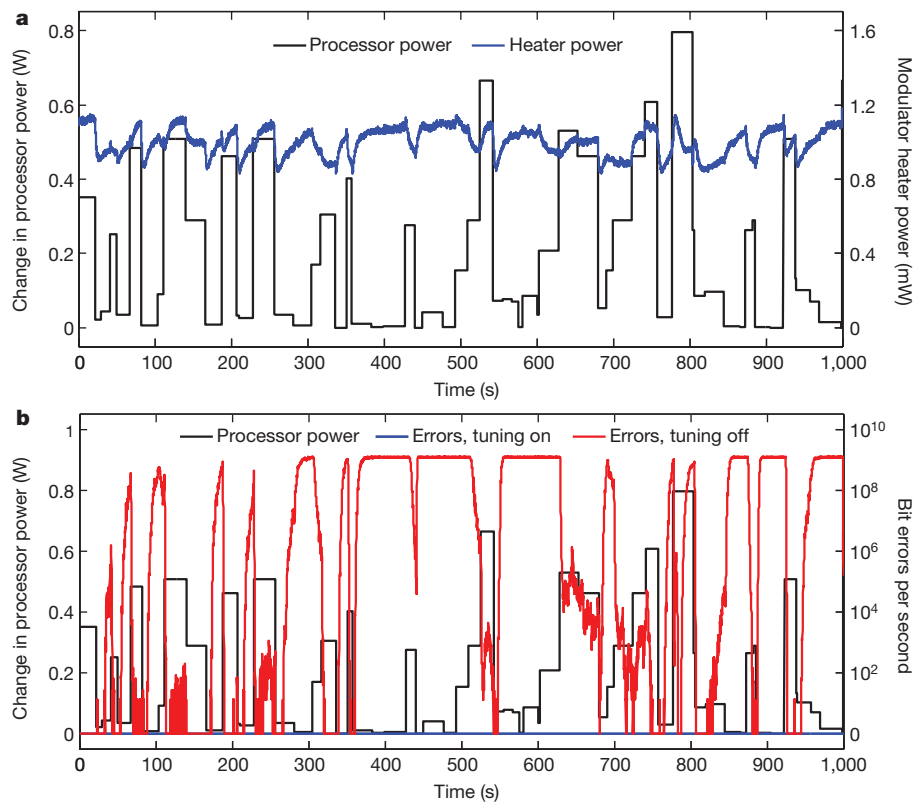 a
Processor power
Heater power
Change in processor power (W)
0.8
0.6
0.4
0.2
0
1.6
1.2
0.8
0.4
0
Modulator heater power (mW)
0 100 200 300 400 500 600 700 800 900 1,000
Time (s)
b
Processor power
Errors, tuning on
Errors, tuning off
Change in processor power (W)
1
0.8
0.6
0.4
0.2
0
10^10
10^8
10^6
10^4
10^2
0
Bit errors per second
0 100 200 300 400 500 600 700 800 900 1,000
Time (s)